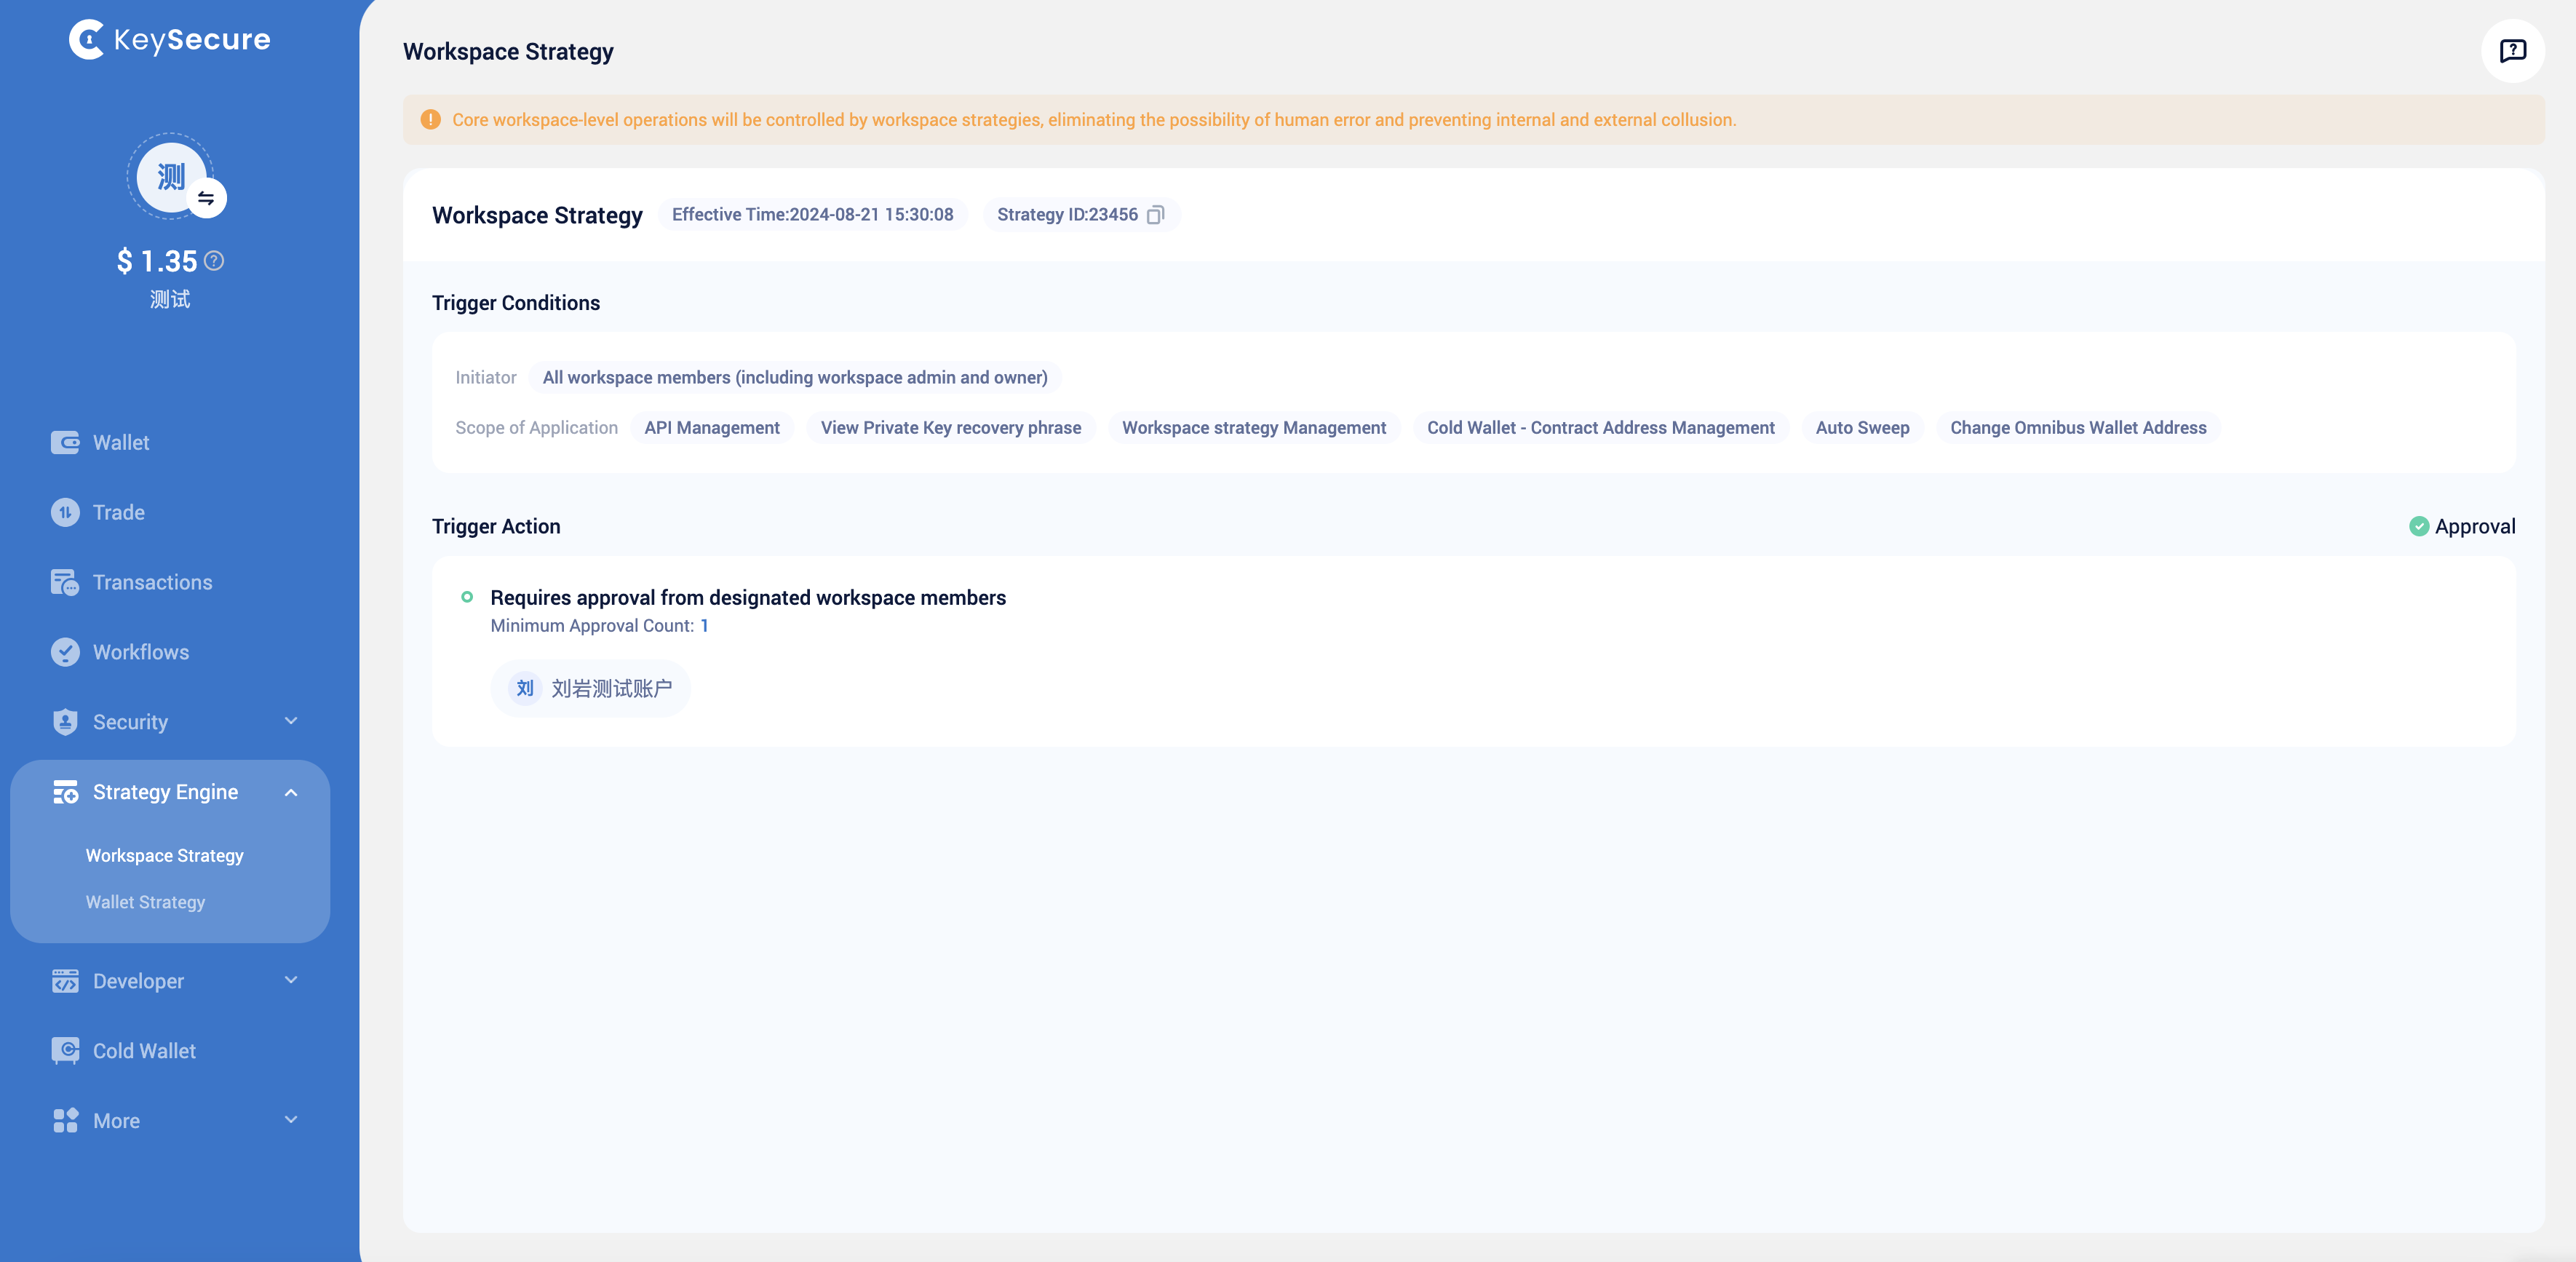 KeySecure
测
$ 1.35
测试
Wallet
Trade
Transactions
Workflows
Security
Strategy Engine
Workspace Strategy
Wallet Strategy
Developer
Cold Wallet
More
Workspace Strategy
Core workspace-level operations will be controlled by workspace strategies, eliminating the possibility of human error and preventing internal and external collusion.
Workspace Strategy Effective Time:2024-08-21 15:30:08 Strategy ID:23456
Trigger Conditions
Initiator All workspace members (including workspace admin and owner)
Scope of Application API Management View Private Key recovery phrase Workspace strategy Management Cold Wallet - Contract Address Management Auto Sweep Change Omnibus Wallet Address
Trigger Action Approval
Requires approval from designated workspace members
Minimum Approval Count: 1
刘 刘岩测试账户